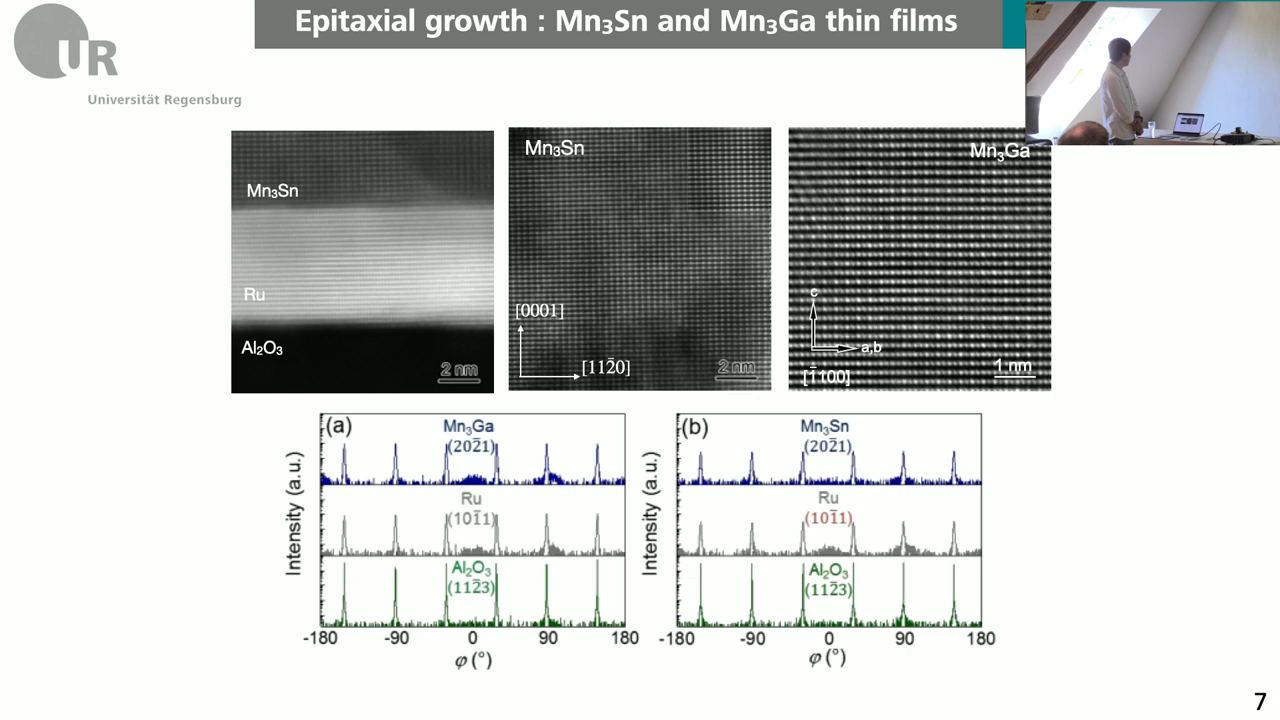 Epitaxial growth : Mn₃Sn and Mn₃Ga thin films
UR
Universität Regensburg
Mn₃Sn
Ru
Al₂O₃
2 nm
Mn₃Sn
[0001]
[112̄0]
2 nm
Mn₃Ga
c
a,b
[1̄100]
1 nm
(a)
Mn₃Ga
(202̄1)
Ru
(101̄1)
Al₂O₃
(112̄3)
Intensity (a.u.)
-180 -90 0 90 180
φ (°)
(b)
Mn₃Sn
(202̄1)
Ru
(101̄1)
Al₂O₃
(112̄3)
Intensity (a.u.)
-180 -90 0 90 180
φ (°)
7